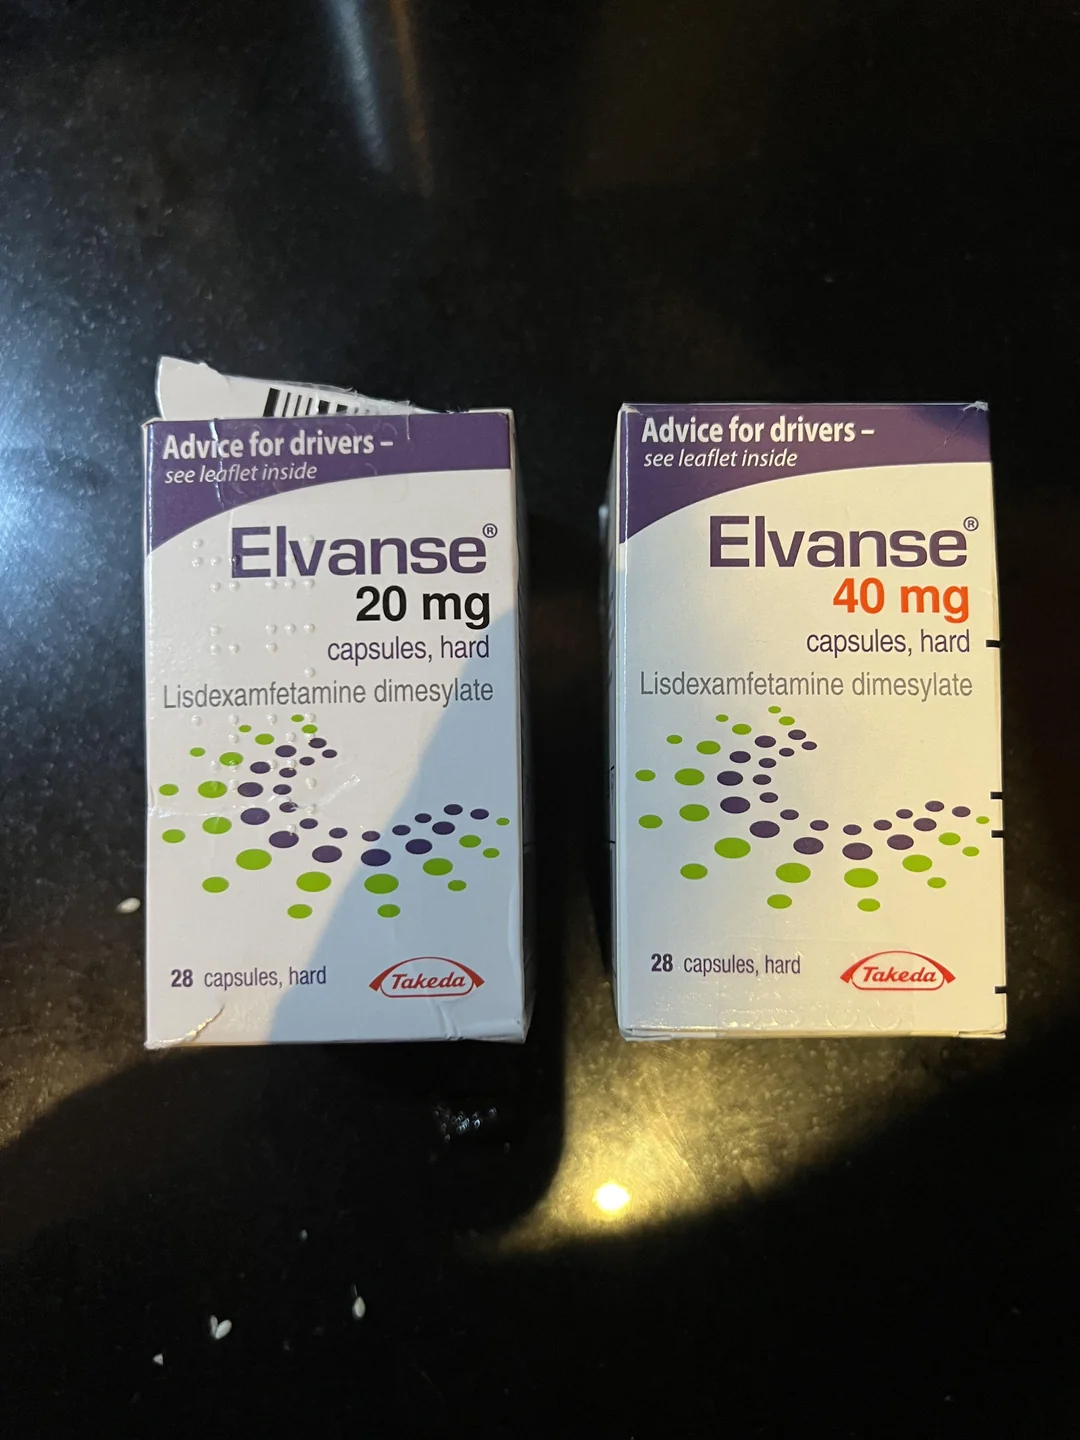 Advice for drivers –
see leaflet inside
Elvanse®
20 mg
capsules, hard
Lisdexamfetamine dimesylate
28 capsules, hard
Takeda
Advice for drivers –
see leaflet inside
Elvanse®
40 mg
capsules, hard
Lisdexamfetamine dimesylate
28 capsules, hard
Takeda